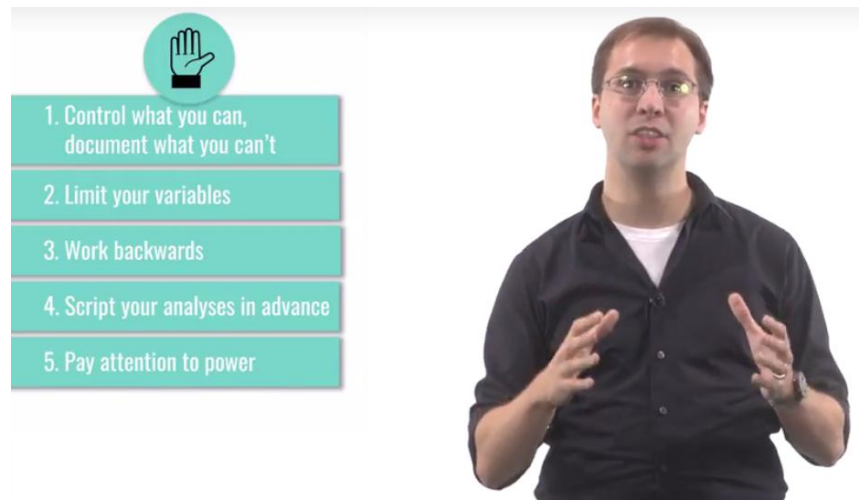 1. Control what you can,
document what you can't
2. Limit your variables
3. Work backwards
4. Script your analyses in advance
5. Pay attention to power